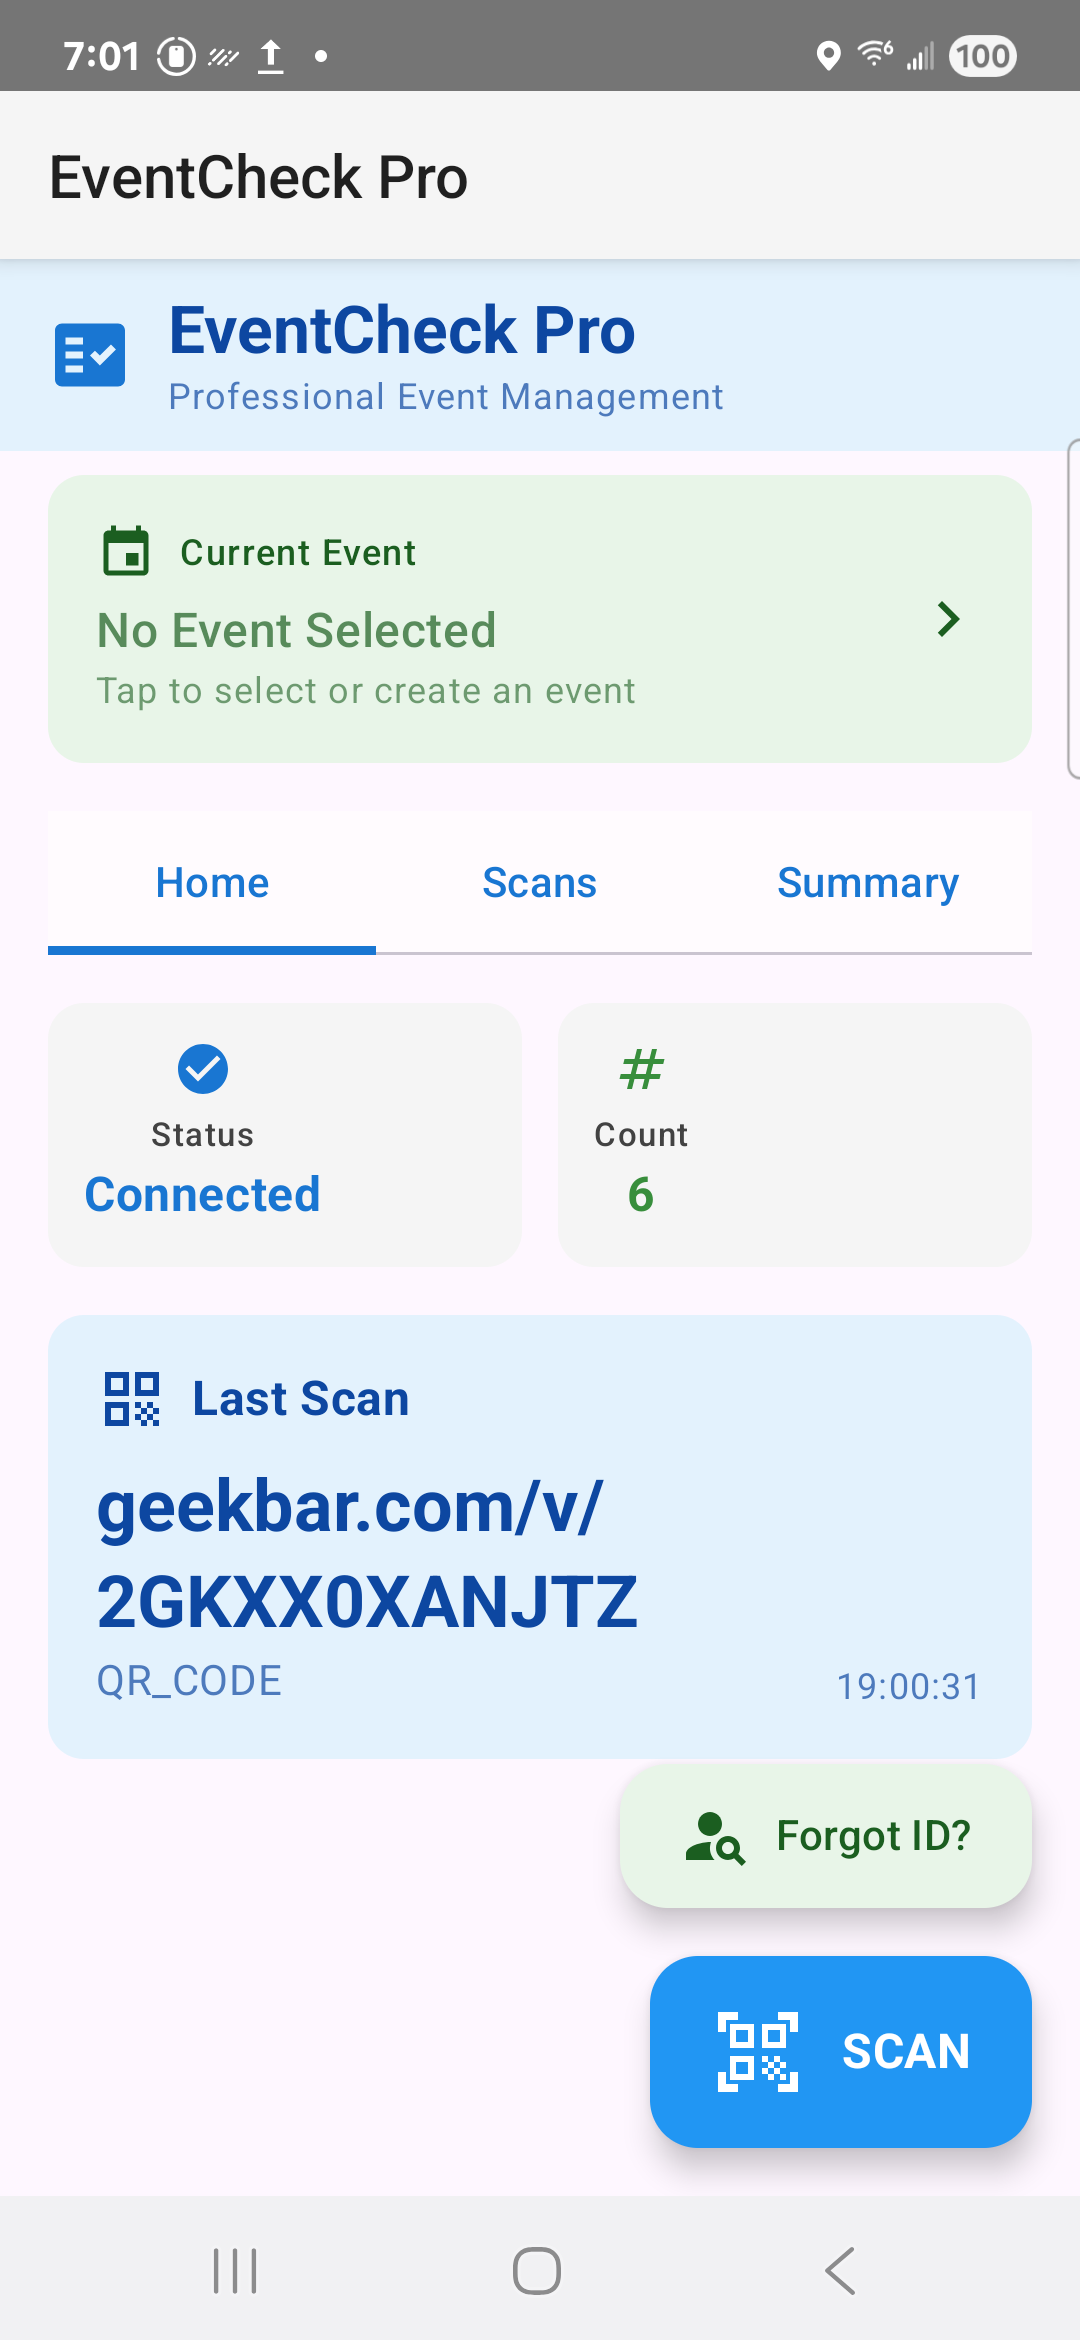 7:01
6
100
EventCheck Pro
EventCheck Pro
Professional Event Management
Current Event
No Event Selected
Tap to select or create an event
Home Scans Summary
Status
Connected
# 
Count
6
Last Scan
geekbar.com/v/
2GKXX0XANJTZ
QR_CODE 19:00:31
Forgot ID?
SCAN